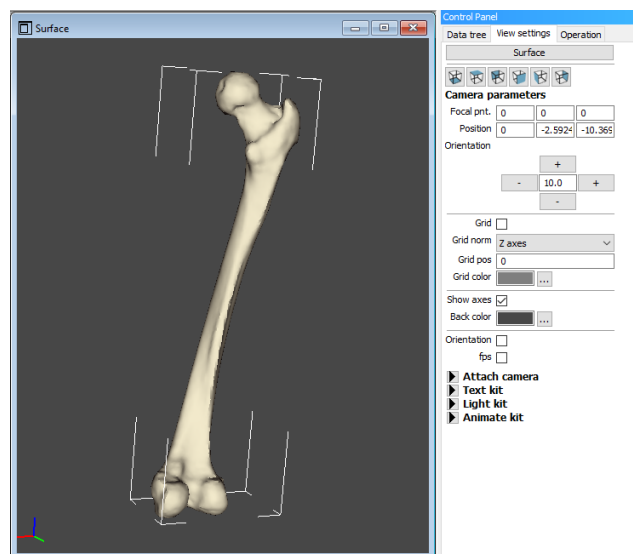 Surface
Control Panel
Data tree View settings Operation
Surface
Camera parameters
Focal pnt. 0 0 0
Position 0 -2.5924 -10.369
Orientation
+
- 10.0 +
-
Grid
Grid norm Z axes
Grid pos 0
Grid color ...
Show axes
Back color ...
Orientation
fps
Attach camera
Text kit
Light kit
Animate kit